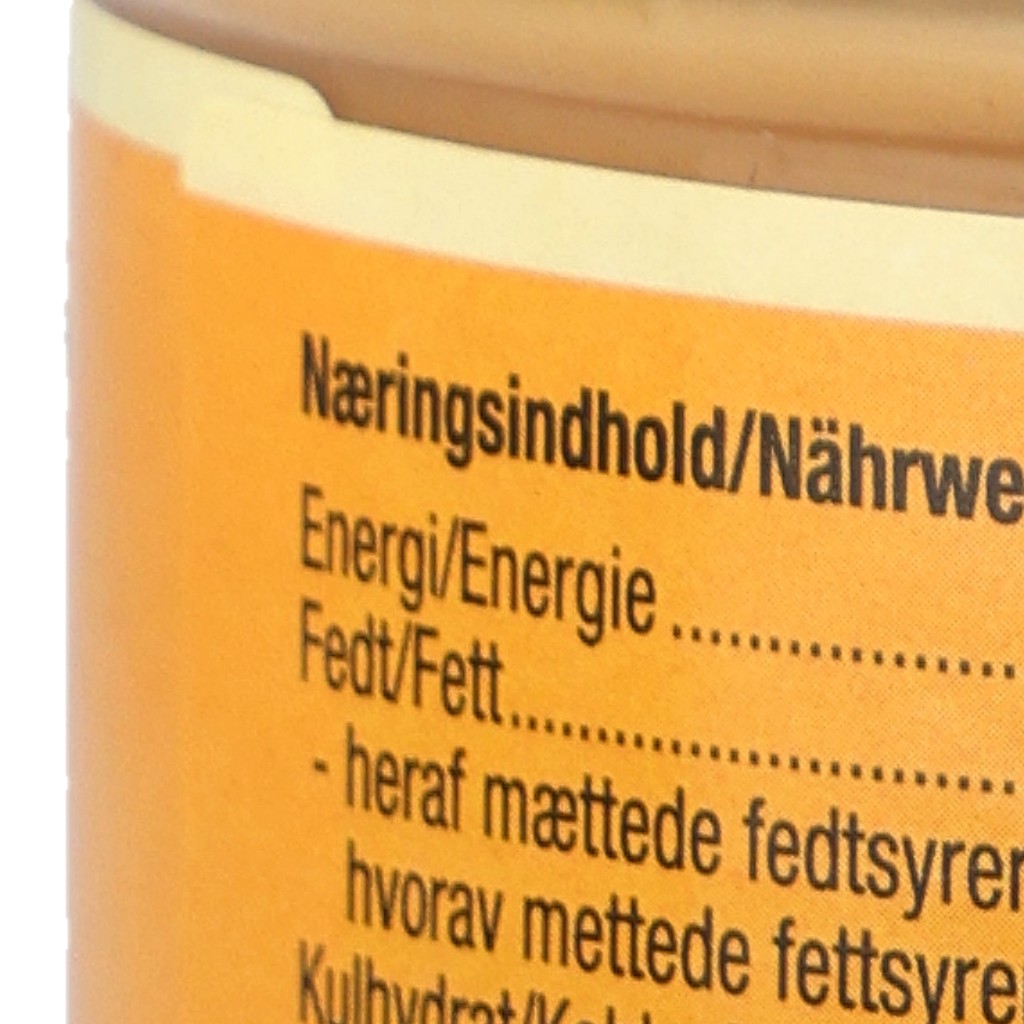 Næringsindhold/Nährwe
Energi/Energie ....................
Fedt/Fett..............................
- heraf mættede fedtsyrer
hvorav mettede fettsyre